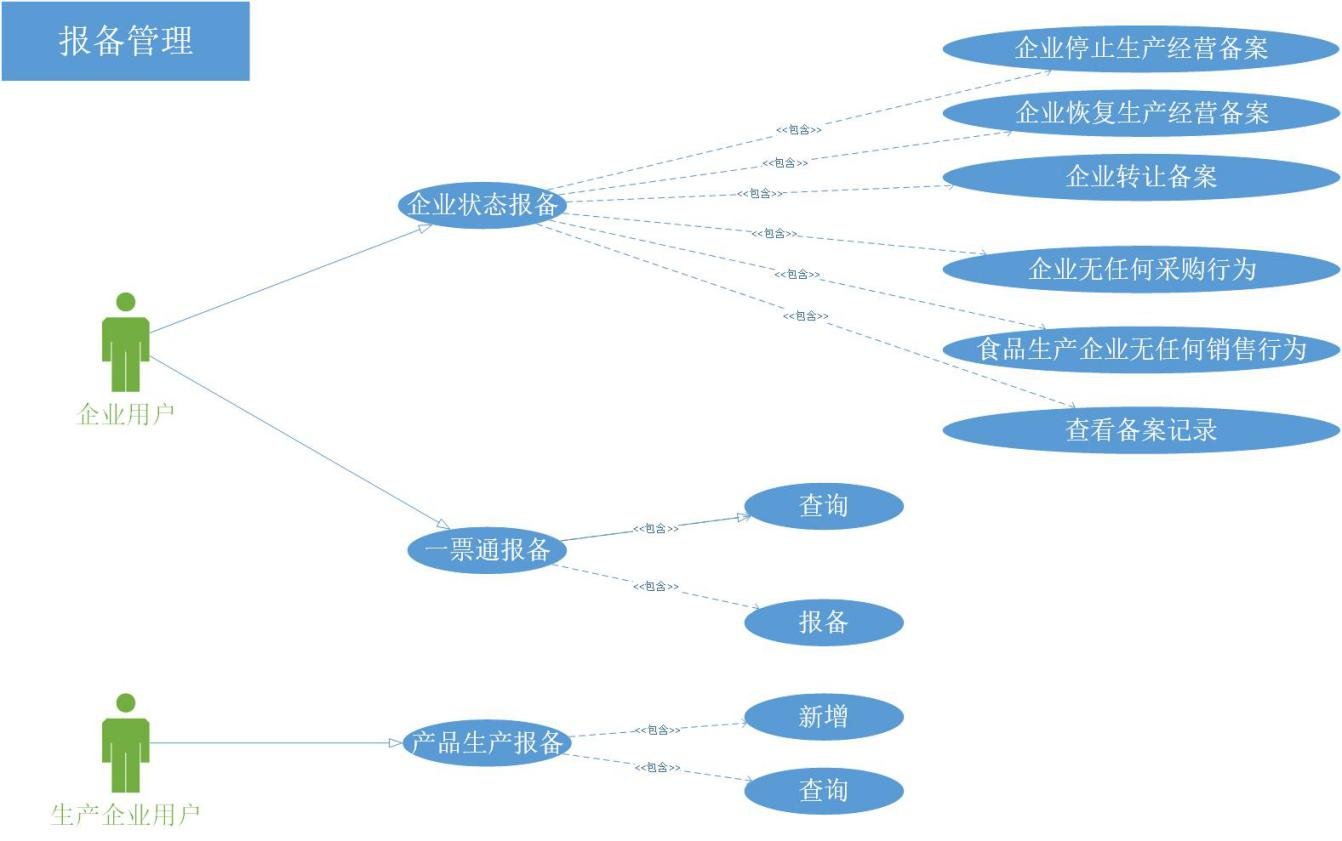 报备管理
企业停止生产经营备案
<<包含>>
企业恢复生产经营备案
<<包含>>
企业转让备案
<<包含>>
企业状态报备
<<包含>>
企业无任何采购行为
<<包含>>
<<包含>>
食品生产企业无任何销售行为
企业用户
查看备案记录
查询
<<包含>>
一票通报备
<<包含>>
报备
新增
<<包含>>
产品生产报备
<<包含>>
查询
生产企业用户